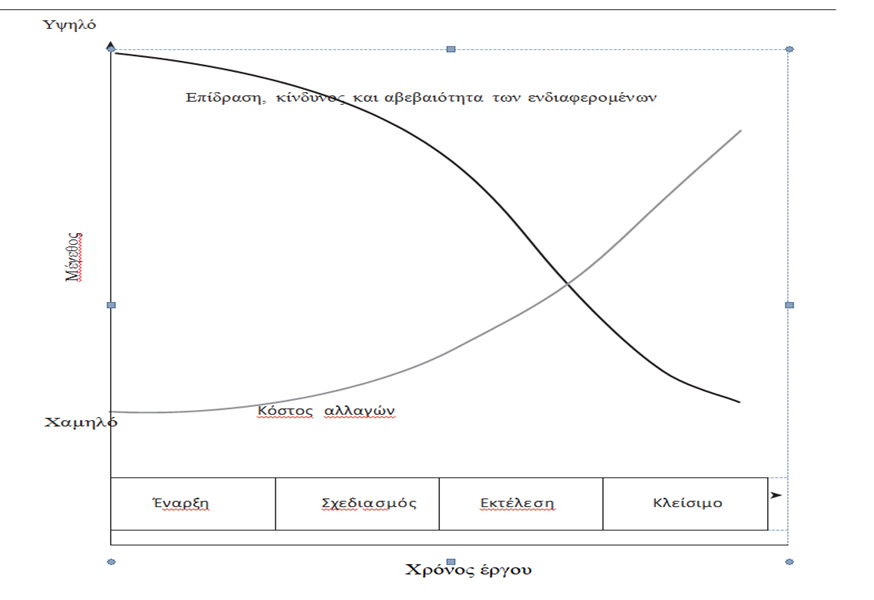 Υψηλό
Επίδραση, κίνδυνος και αβεβαιότητα των ενδιαφερομένων
Μέγεθος
Κόστος αλλαγών
Χαμηλό
Έναρξη
Σχεδιασμός
Εκτέλεση
Κλείσιμο
Χρόνος έργου